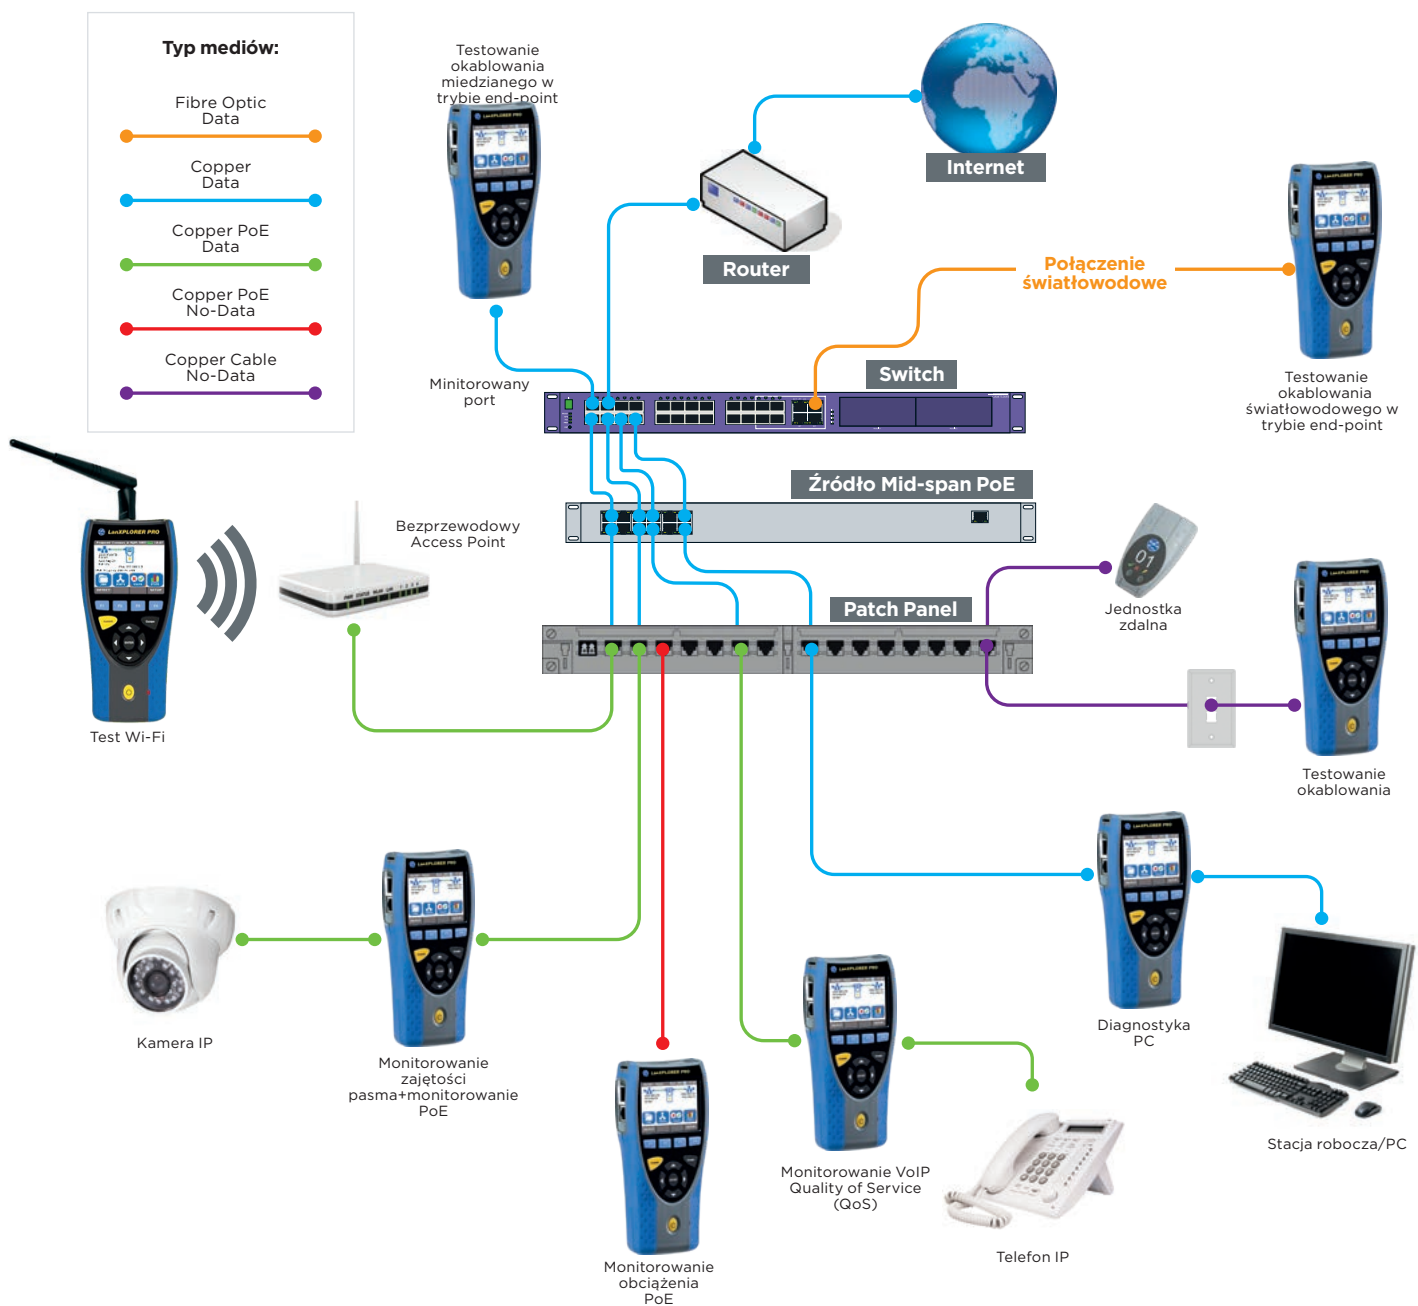 Typ mediów:
Fibre Optic
Data
Copper
Data
Copper PoE
Data
Copper PoE
No-Data
Copper Cable
No-Data
Testowanie
okablowania
miedzianego w
trybie end-point
Internet
Router
Połączenie
światłowodowe
Switch
Minitorowany
port
Testowanie
okablowania
światłowodowego w
trybie end-point
Źródło Mid-span PoE
Bezprzewodowy
Access Point
Patch Panel
01
Jednostka
zdalna
LanXPLORER PRO
Test Wi-Fi
Testowanie
okablowania
Kamera IP
Monitorowanie
zajętości
pasma+monitorowanie
PoE
Diagnostyka
PC
Stacja robocza/PC
Monitorowanie VoIP
Quality of Service
(QoS)
Telefon IP
Monitorowanie
obciążenia
PoE